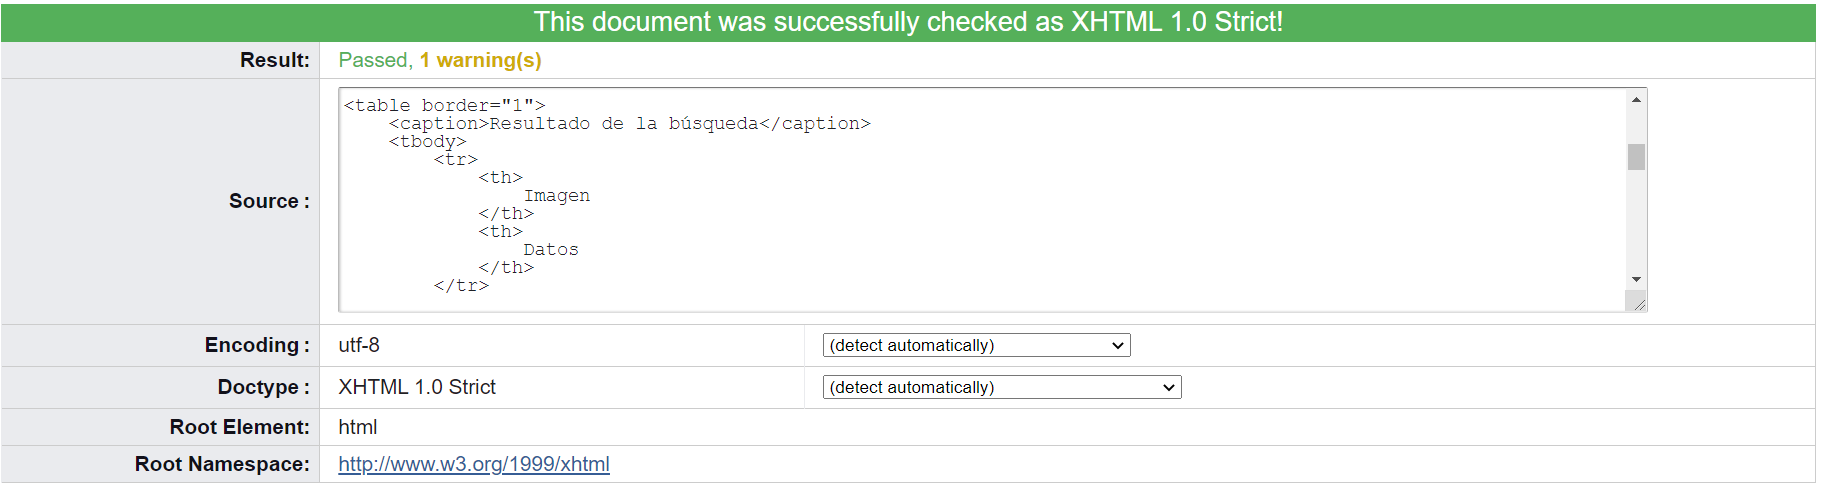 This document was successfully checked as XHTML 1.0 Strict!
Result: Passed, 1 warning(s)
Source :
<table border="1">
<caption>Resultado de la búsqueda</caption>
<tbody>
<tr>
<th>
Imagen
</th>
<th>
Datos
</th>
</tr>
Encoding : utf-8 (detect automatically)
Doctype : XHTML 1.0 Strict (detect automatically)
Root Element: html
Root Namespace: http://www.w3.org/1999/xhtml